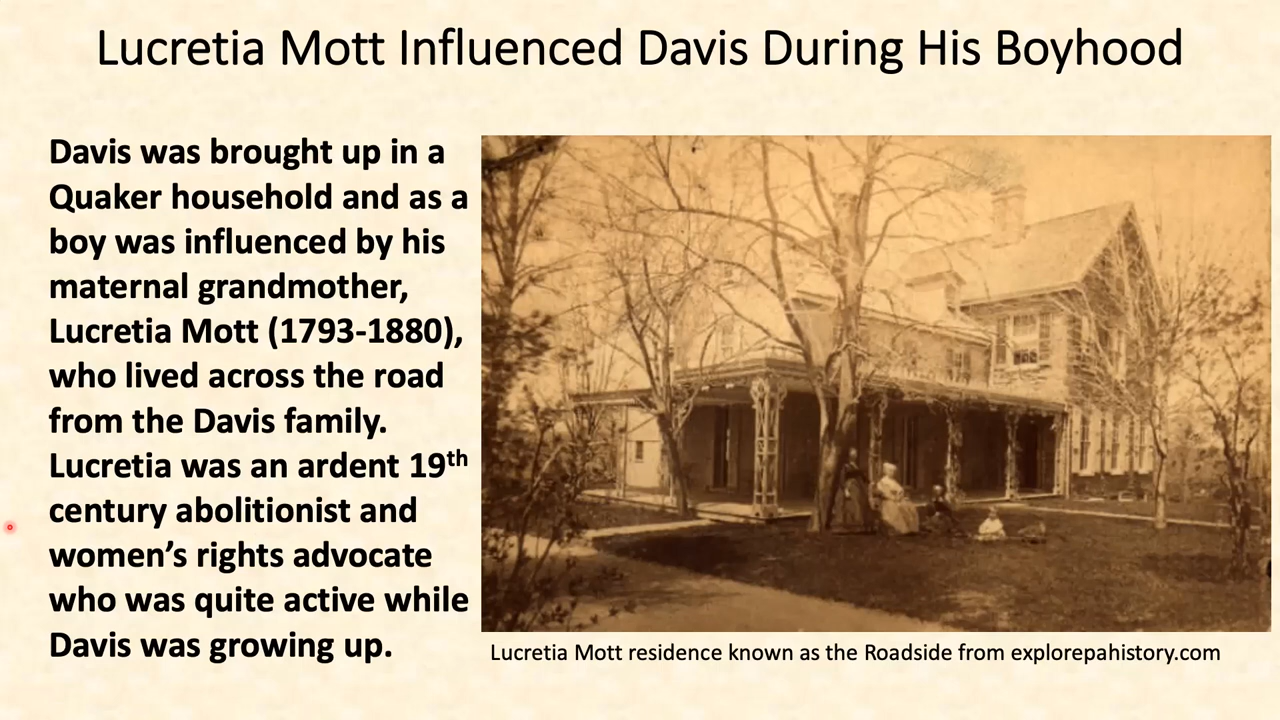 Lucretia Mott Influenced Davis During His Boyhood
Davis was brought up in a
Quaker household and as a
boy was influenced by his
maternal grandmother,
Lucretia Mott (1793-1880),
who lived across the road
from the Davis family.
Lucretia was an ardent 19th
century abolitionist and
women’s rights advocate
who was quite active while
Davis was growing up.
Lucretia Mott residence known as the Roadside from explorepahistory.com